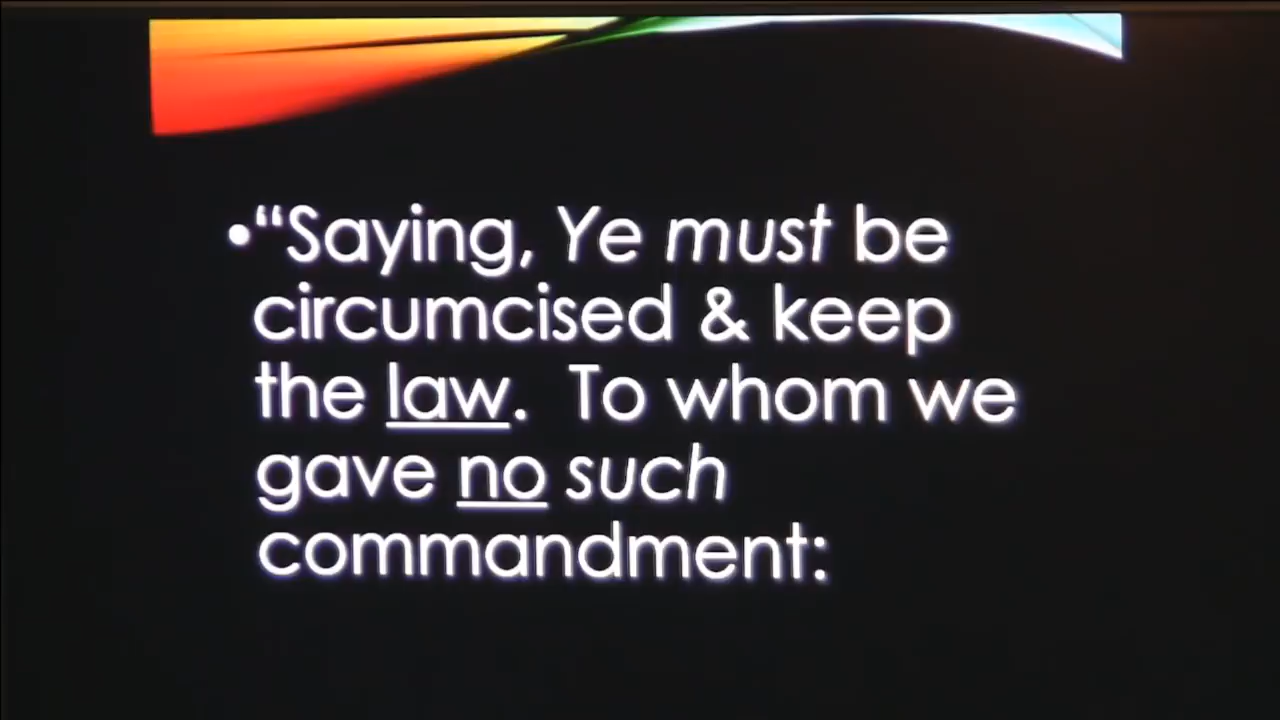 •“Saying, Ye must be
circumcised & keep
the law.  To whom we
gave no such
commandment: